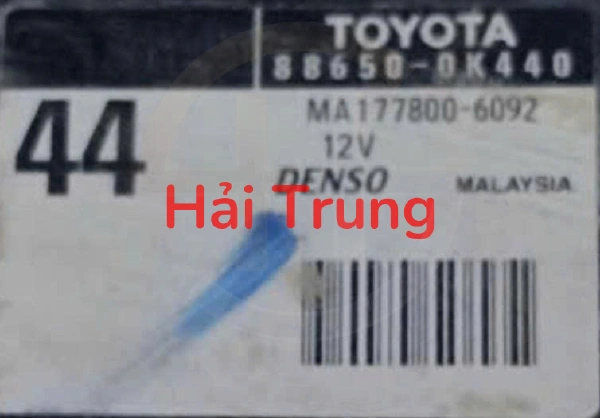 TOYOTA
88650-0K440
44
MA177800-6092
12V
DENSO MALAYSIA
Hải Trung